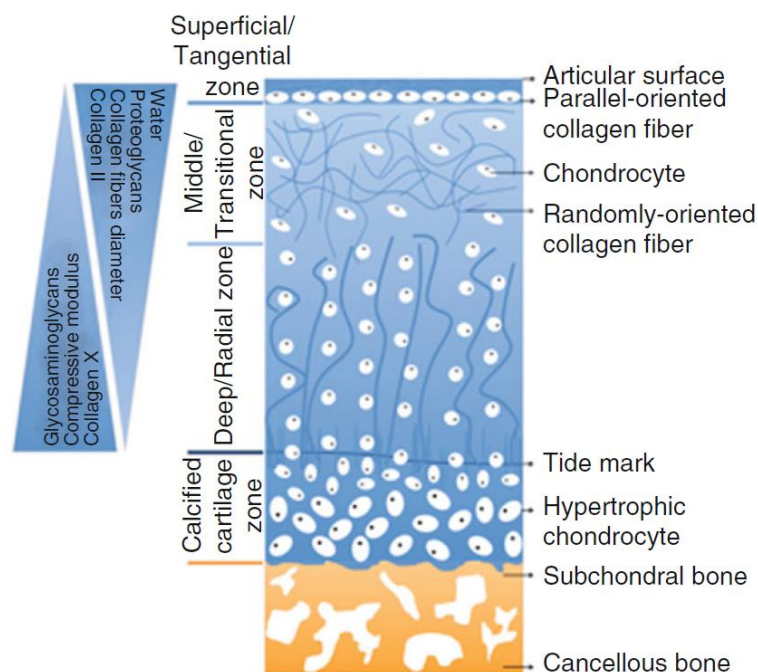 Superficial/
Tangential
zone
Middle/
Transitional
zone
Deep/Radial zone
Calcified
cartilage
zone
Water
Proteoglycans
Collagen fibers diameter
Collagen II
Glycosaminoglycans
Compressive modulus
Collagen X
Articular surface
Parallel-oriented
collagen fiber
Chondrocyte
Randomly-oriented
collagen fiber
Tide mark
Hypertrophic
chondrocyte
Subchondral bone
Cancellous bone